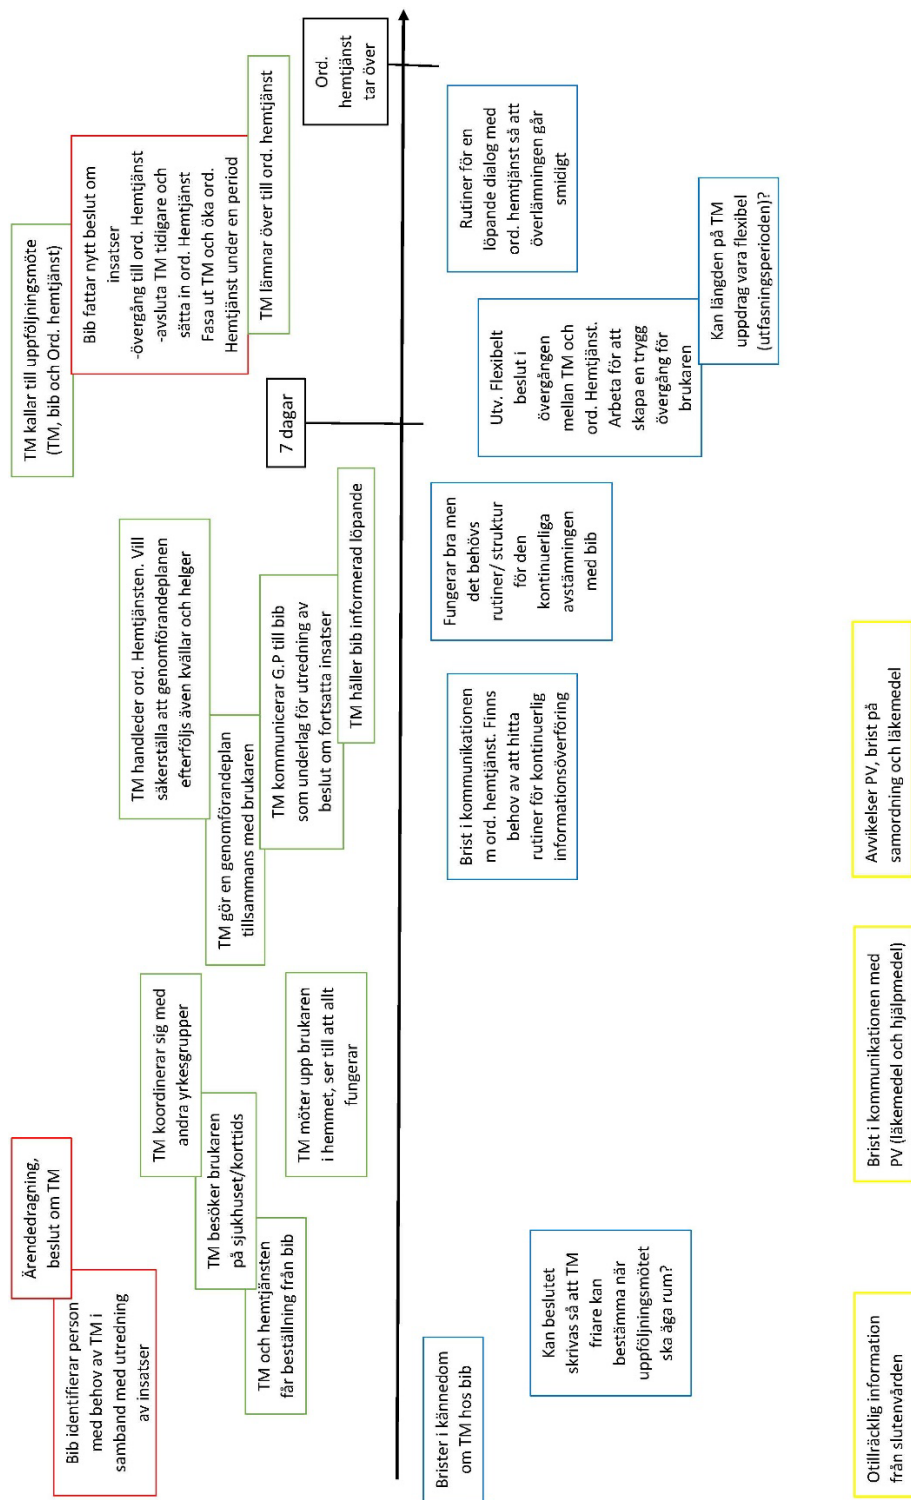 Bib identifierar person
med behov av TM i
samband med utredning
av insatser
Ärendedragning,
beslut om TM
TM och hemtjänsten
får beställning från bib
TM besöker brukaren
på sjukhuset/korttids
TM koordinerar sig med
andra yrkesgrupper
TM möter upp brukaren
i hemmet, ser till att allt
fungerar
TM gör en genomförandeplan
tillsammans med brukaren
TM handleder ord. Hemtjänsten. Vill
säkerställa att genomförandeplanen
efterföljs även kvällar och helger
TM kommunicerar G.P till bib
som underlag för utredning av
beslut om fortsatta insatser
TM håller bib informerad löpande
7 dagar
TM kallar till uppföljningsmöte
(TM, bib och Ord. hemtjänst)
Bib fattar nytt beslut om
insatser
-övergång till ord. Hemtjänst
-avsluta TM tidigare och
sätta in ord. Hemtjänst
Fasa ut TM och öka ord.
Hemtjänst under en period
TM lämnar över till ord. hemtjänst
Ord.
hemtjänst
tar över
Brister i kännedom
om TM hos bib
Kan beslutet
skrivas så att TM
friare kan
bestämma när
uppföljningsmötet
ska äga rum?
Brist i kommunikationen
m ord. hemtjänst. Finns
behov av att hitta
rutiner för kontinuerlig
informationsöverföring
Fungerar bra men
det behövs
rutiner/ struktur
för den
kontinuerliga
avstämningen
med bib
Utv. Flexibelt
beslut i
övergången
mellan TM och
ord. Hemtjänst.
Arbeta för att
skapa en trygg
övergång för
brukaren
Kan längden på TM
uppdrag vara flexibel
(utfasningsperioden)?
Rutiner för en
löpande dialog med
ord. hemtjänst så att
överlämningen går
smidigt
Otillräcklig information
från slutenvården
Brist i kommunikationen med
PV (läkemedel och hjälpmedel)
Avvikelser PV, brist på
samordning och läkemedel